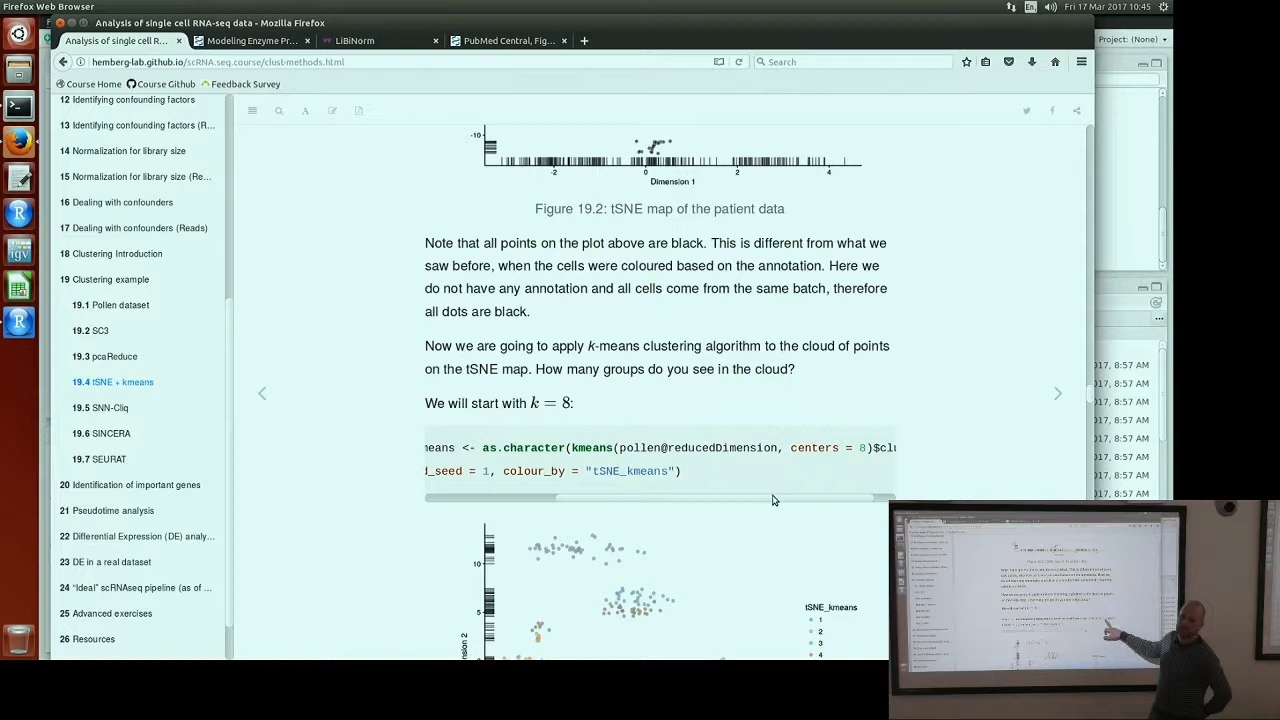 Firefox Web Browser
En
Fri 17 Mar 2017 10:45
Analysis of single cell RNA-seq data - Mozilla Firefox
Analysis of single cell R... ×
Modeling Enzyme Pr... ×
LiBiNorm ×
PubMed Central, Fig... ×
Project: (None)
hemberg-lab.github.io/scRNA.seq.course/clust-methods.html
Search
Course Home
Course Github
Feedback Survey
12 Identifying confounding factors
13 Identifying confounding factors (R...
14 Normalization for library size
15 Normalization for library size (Re...
16 Dealing with confounders
17 Dealing with confounders (Reads)
18 Clustering Introduction
19 Clustering example
19.1 Pollen dataset
19.2 SC3
19.3 pcaReduce
19.4 tSNE + kmeans
19.5 SNN-Cliq
19.6 SINCERA
19.7 SEURAT
20 Identification of important genes
21 Pseudotime analysis
22 Differential Expression (DE) analy...
23 DE in a real dataset
24 “Ideal” scRNAseq pipeline (as of ...
25 Advanced exercises
26 Resources
-10
-2 0 2 4
Dimension 1
Figure 19.2: tSNE map of the patient data
Note that all points on the plot above are black. This is different from what we
saw before, when the cells were coloured based on the annotation. Here we
do not have any annotation and all cells come from the same batch, therefore
all dots are black.
Now we are going to apply k-means clustering algorithm to the cloud of points
on the tSNE map. How many groups do you see in the cloud?
We will start with k = 8:
means <- as.character(kmeans(pollen@reducedDimension, centers = 8)$clu
d_seed = 1, colour_by = "tSNE_kmeans")
10
5
ension 2
tSNE_kmeans
1
2
3
4
017, 8:57 AM
017, 8:57 AM
017, 8:57 AM
017, 8:57 AM
017, 8:57 AM
017, 8:57 AM
017, 8:57 AM
017, 8:57 AM
igv
R
R